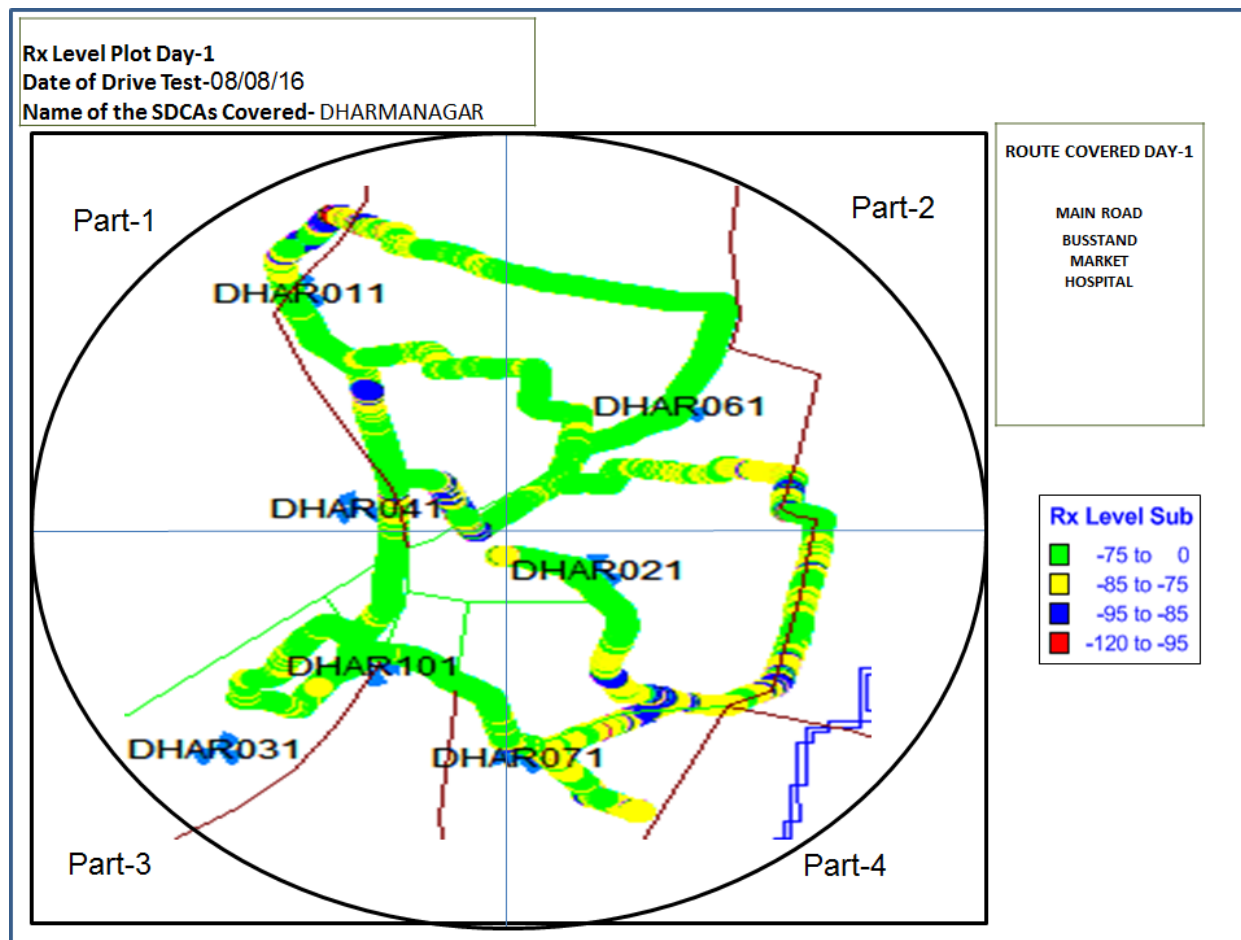 Rx Level Plot Day-1
Date of Drive Test-08/08/16
Name of the SDCAs Covered- DHARMANAGAR
ROUTE COVERED DAY-1
MAIN ROAD
BUSSTAND
MARKET
HOSPITAL
Part-1
Part-2
DHAR011
DHAR061
DHAR041
DHAR021
DHAR101
DHAR031
DHAR071
Part-3
Part-4
Rx Level Sub
-75 to 0
-85 to -75
-95 to -85
-120 to -95